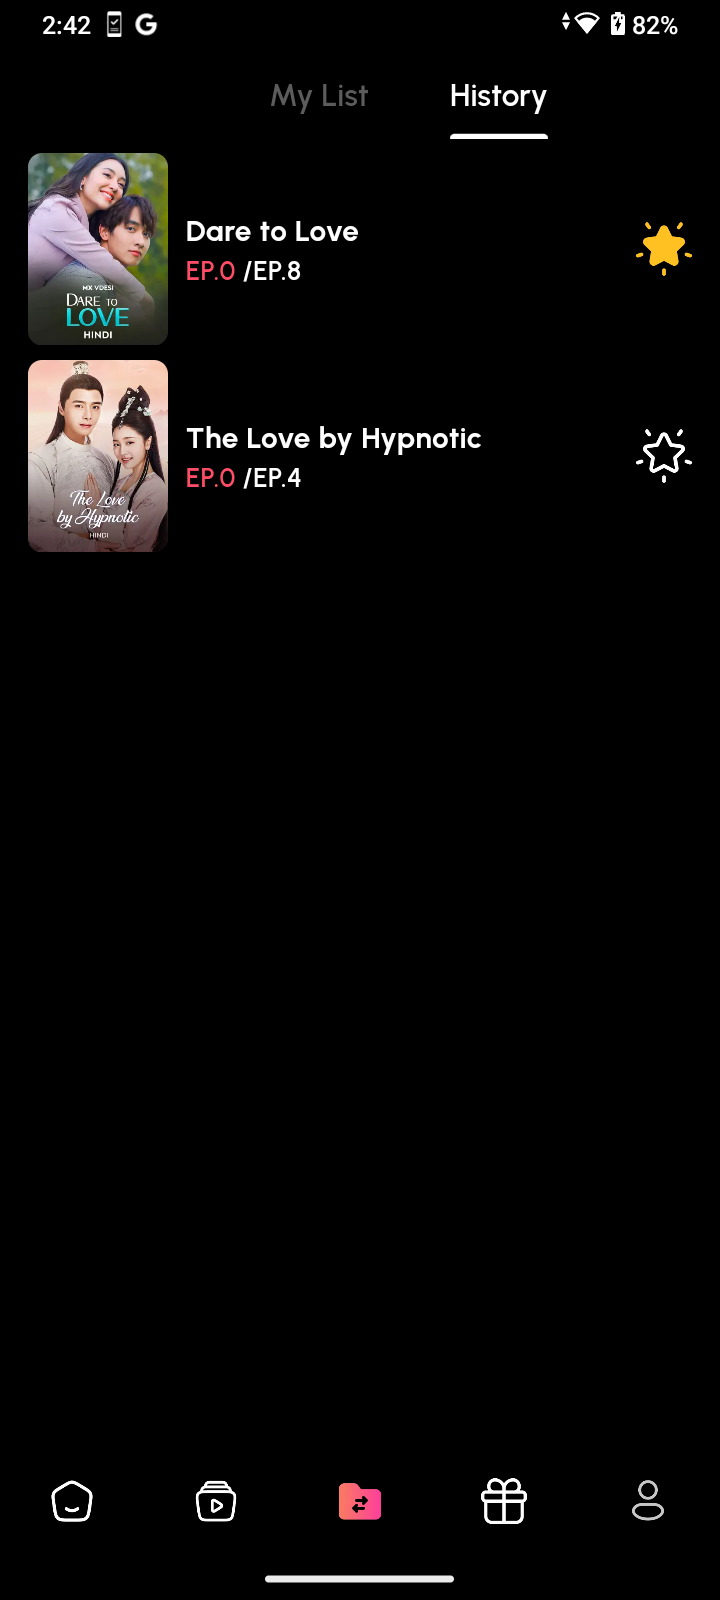 2:42
82%
My List
History
MX VDESI
DARE TO
LOVE
HINDI
Dare to Love
EP.0 /EP.8
The Love
by Hypnotic
HINDI
The Love by Hypnotic
EP.0 /EP.4